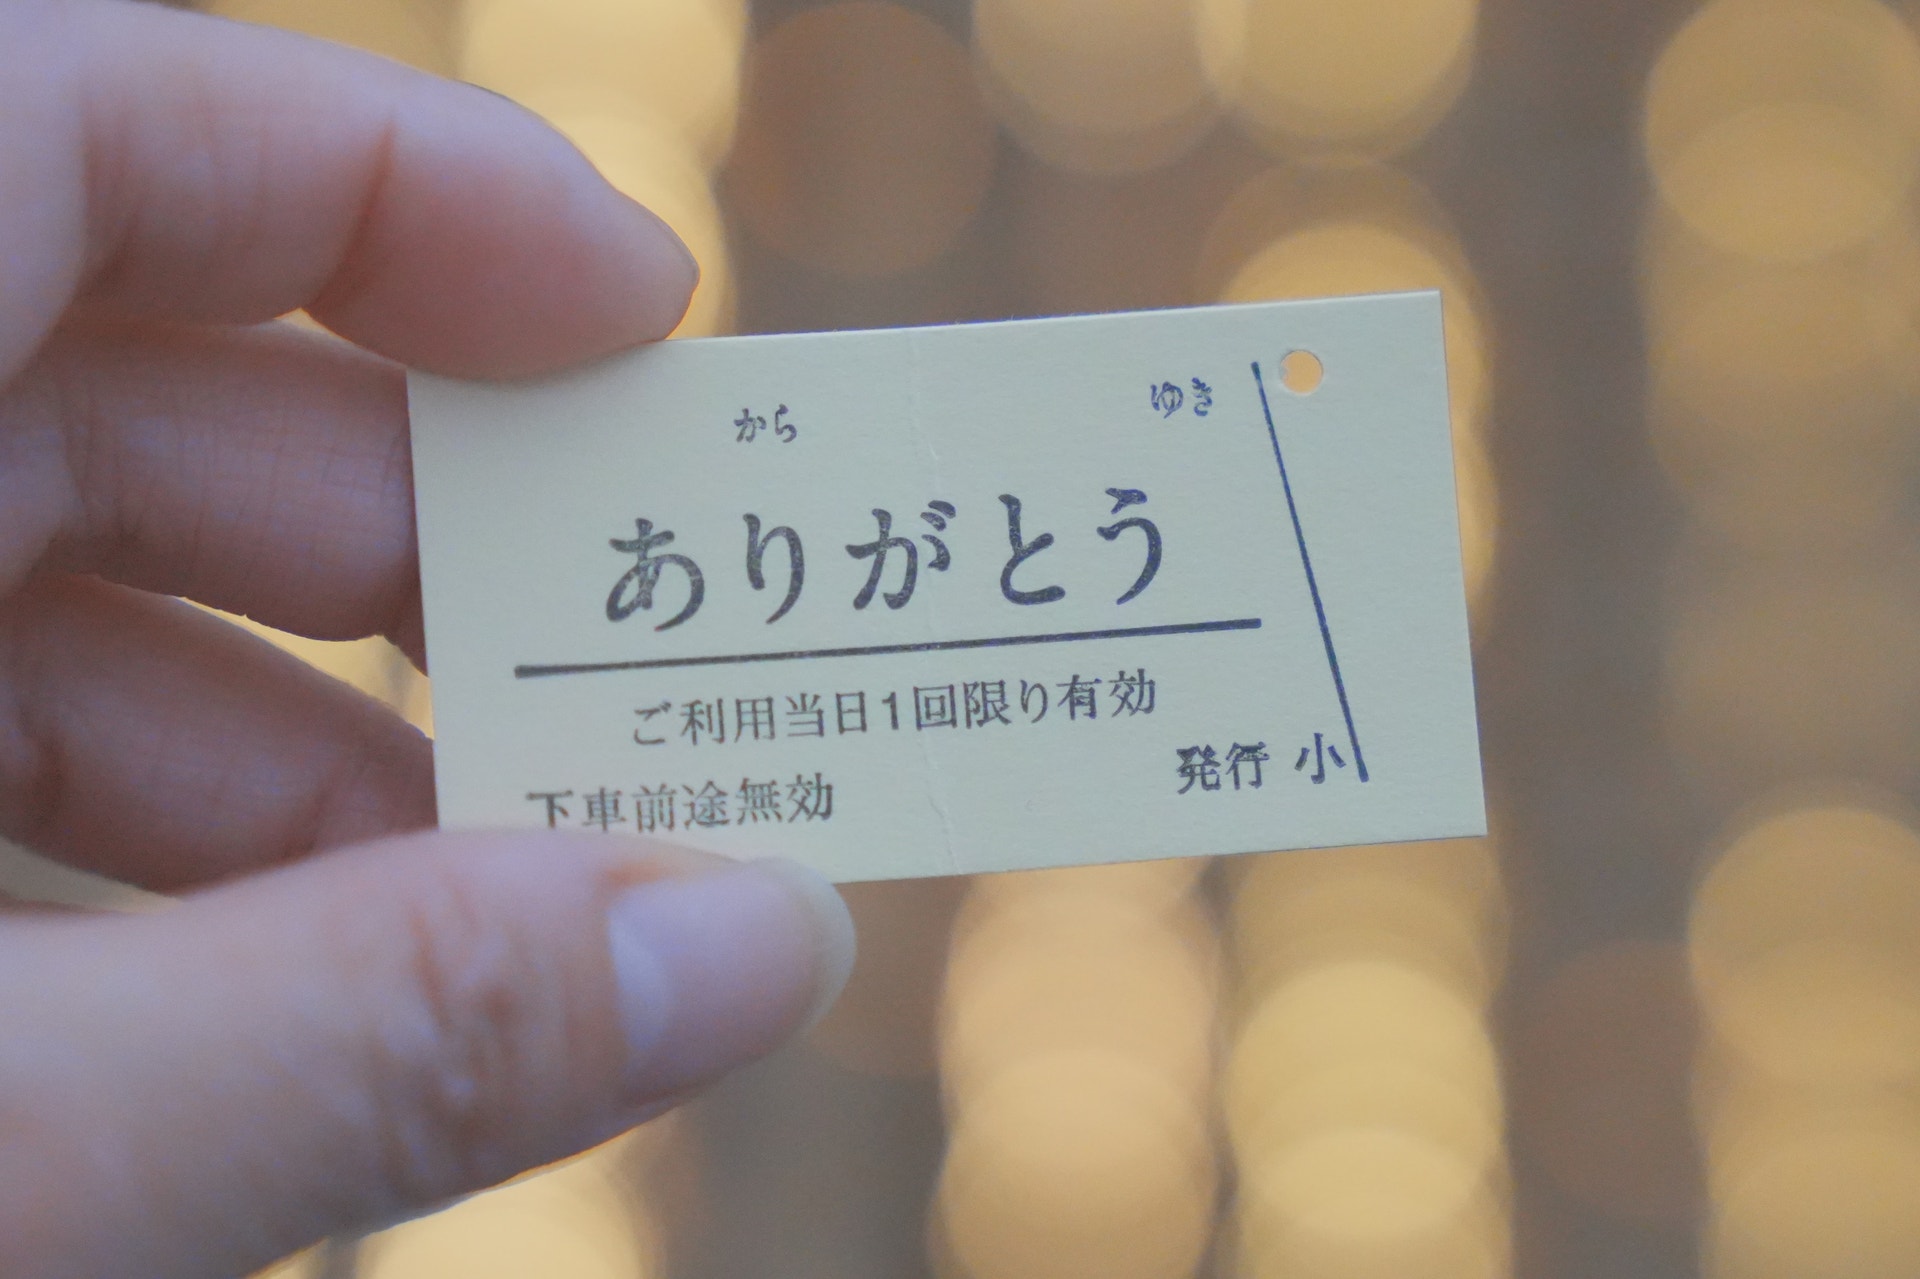 から ゆき
ありがとう
ご利用当日1回限り有効
発行 小
下車前途無効